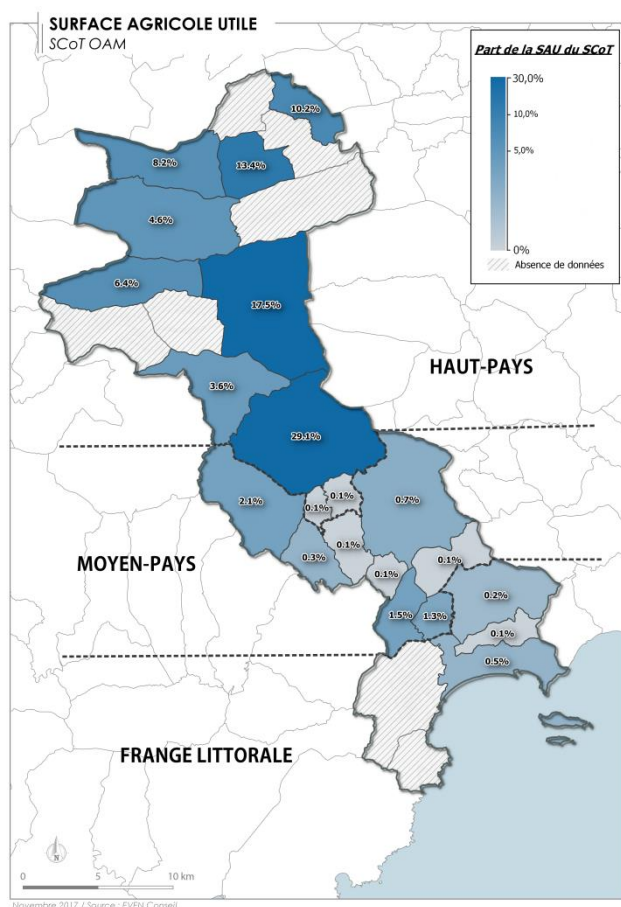 SURFACE AGRICOLE UTILE
SCoT OAM
Part de la SAU du SCoT
30,0%
10,0%
5,0%
0%
Absence de données
10.2%
8.2%
13.4%
4.6%
6.4%
17.5%
HAUT-PAYS
3.6%
29.1%
2.1%
0.1%
0.1%
0.7%
MOYEN-PAYS
0.3%
0.1%
0.1%
0.1%
0.2%
1.5%
1.3%
0.1%
0.5%
FRANGE LITTORALE
N
0
5
10 km
Novembre 2017 / Source : EVEN Conseil